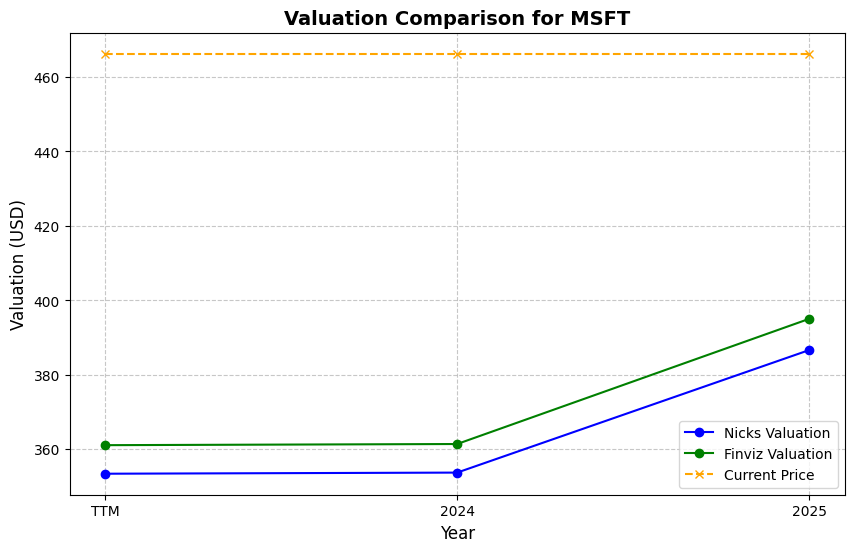 Valuation Comparison for MSFT
Valuation (USD)
460
440
420
400
380
360
TTM
2024
2025
Year
Nicks Valuation
Finviz Valuation
Current Price